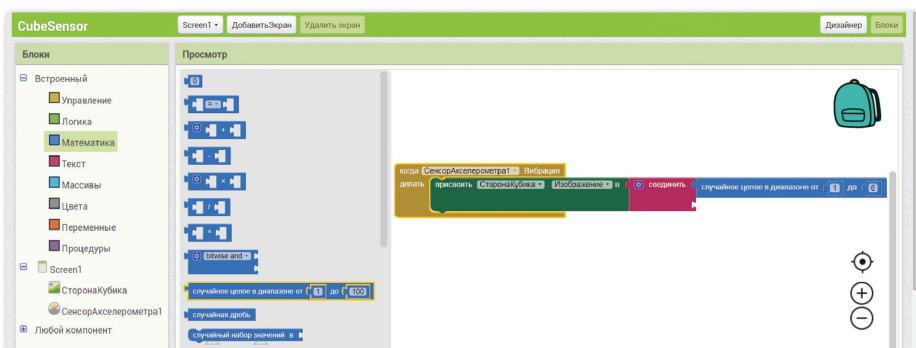 CubeSensor
Screen1
ДобавитьЭкран
Удалить экран
Дизайнер
Блоки
Блоки
Просмотр
Встроенный
Управление
Логика
Математика
Текст
Массивы
Цвета
Переменные
Процедуры
Screen1
СторонаКубика
СенсорАкселерометра1
Любой компонент
0
=
+
-
×
/
^
bitwise and
случайное целое в диапазоне от 1 до 100
случайная дробь
случайный набор значений в
когда СенсорАкселерометра1 Вибрация
делать присвоить СторонаКубика . Изображение в соединить случайное целое в диапазоне от 1 до 6